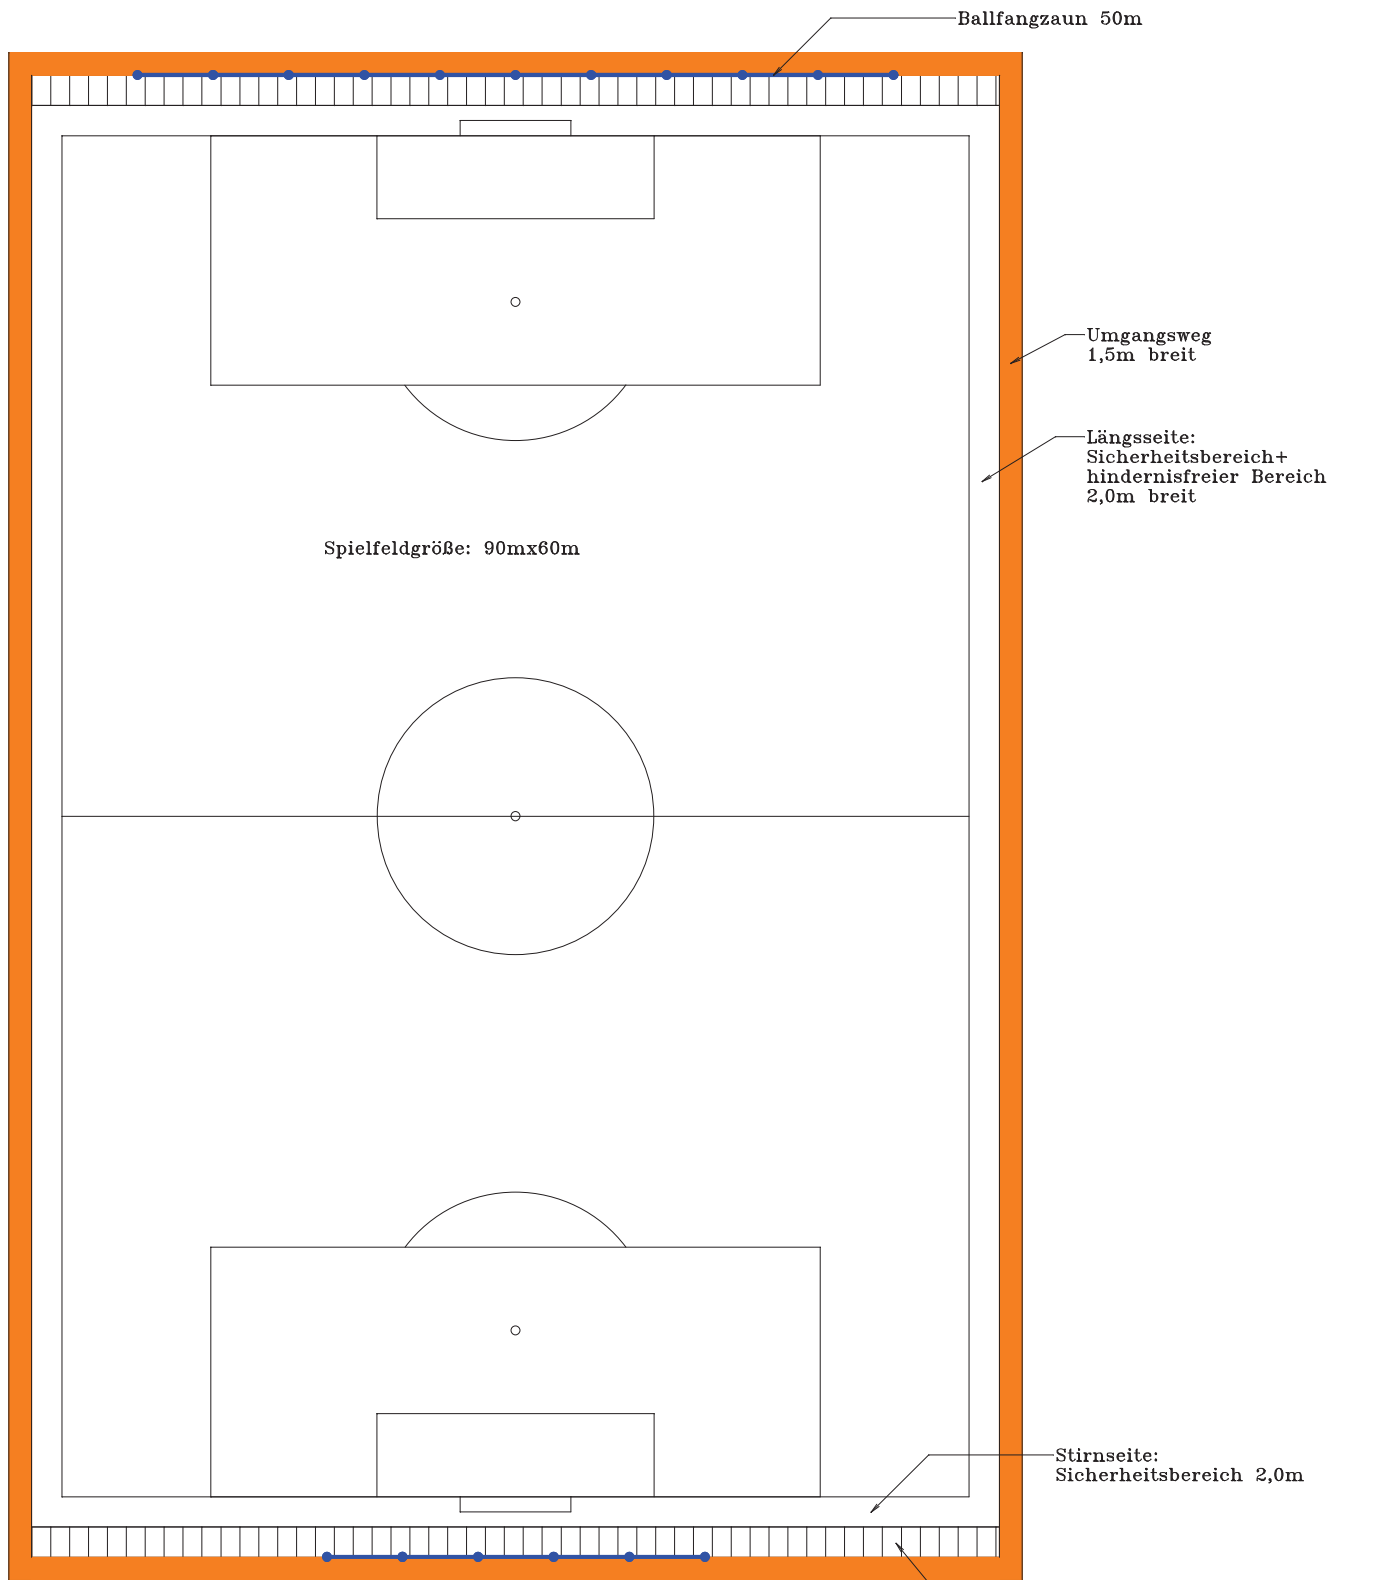 Ballfangzaun 50m
Umgangsweg
1,5m breit
Längsseite:
Sicherheitsbereich+
hindernisfreier Bereich
2,0m breit
Spielfeldgröße: 90mx60m
Stirnseite:
Sicherheitsbereich 2,0m